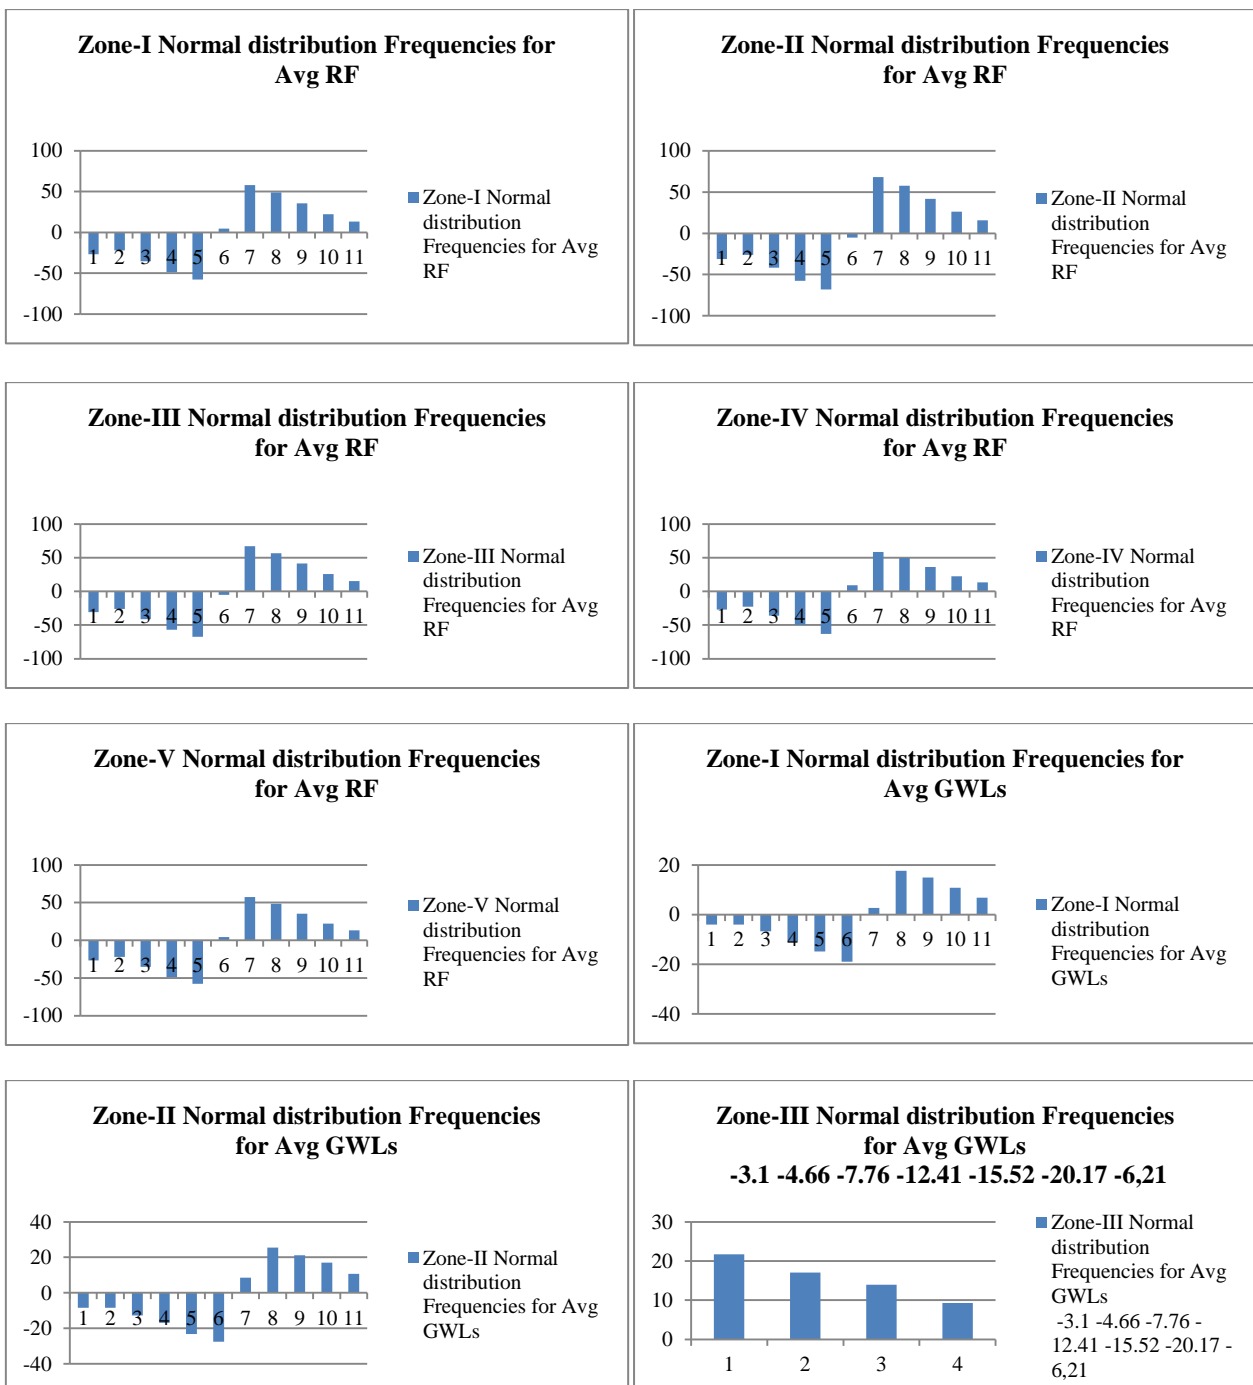 Zone-I Normal distribution Frequencies for
Avg RF
100
50
0
-50
-100
1 2 3 4 5 6 7 8 9 10 11
Zone-I Normal
distribution
Frequencies for Avg
RF
Zone-II Normal distribution Frequencies
for Avg RF
100
50
0
-50
-100
1 2 3 4 5 6 7 8 9 10 11
Zone-II Normal
distribution
Frequencies for Avg
RF
Zone-III Normal distribution Frequencies
for Avg RF
100
50
0
-50
-100
1 2 3 4 5 6 7 8 9 10 11
Zone-III Normal
distribution
Frequencies for Avg
RF
Zone-IV Normal distribution Frequencies
for Avg RF
100
50
0
-50
-100
1 2 3 4 5 6 7 8 9 10 11
Zone-IV Normal
distribution
Frequencies for Avg
RF
Zone-V Normal distribution Frequencies
for Avg RF
100
50
0
-50
-100
1 2 3 4 5 6 7 8 9 10 11
Zone-V Normal
distribution
Frequencies for Avg
RF
Zone-I Normal distribution Frequencies for
Avg GWLs
20
0
-20
-40
1 2 3 4 5 6 7 8 9 10 11
Zone-I Normal
distribution
Frequencies for Avg
GWLs
Zone-II Normal distribution Frequencies
for Avg GWLs
40
20
0
-20
-40
1 2 3 4 5 6 7 8 9 10 11
Zone-II Normal
distribution
Frequencies for Avg
GWLs
Zone-III Normal distribution Frequencies
for Avg GWLs
-3.1 -4.66 -7.76 -12.41 -15.52 -20.17 -6,21
30
20
10
0
1 2 3 4
Zone-III Normal
distribution
Frequencies for Avg
GWLs
-3.1 -4.66 -7.76 -
12.41 -15.52 -20.17 -
6,21